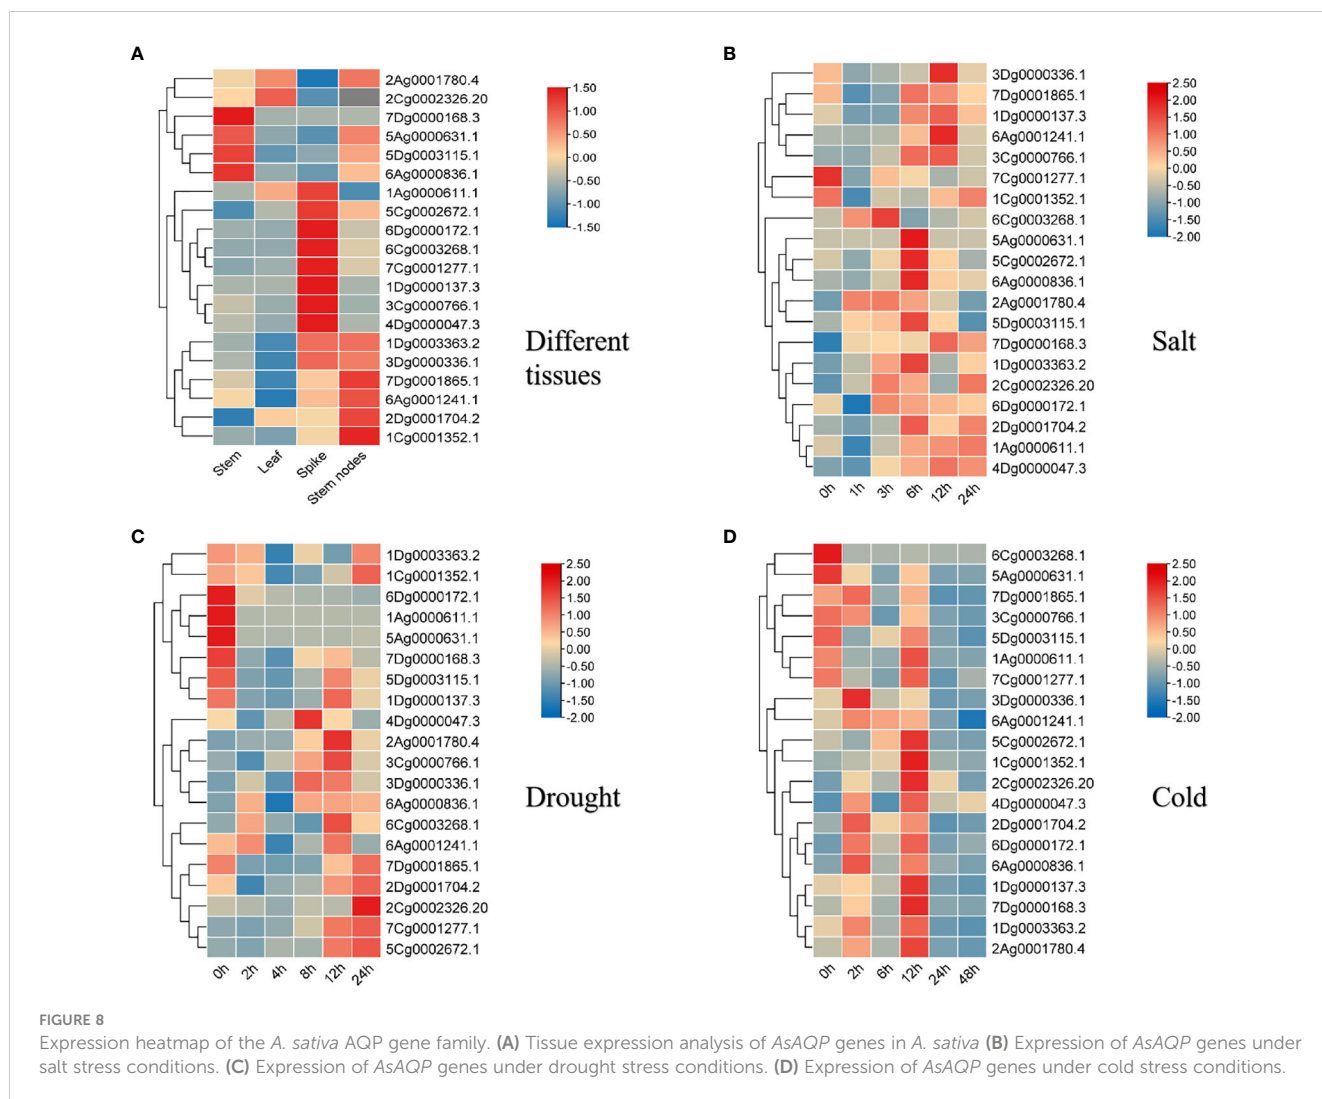 A
2Ag0001780.4
2Cg0002326.20
7Dg0000168.3
5Ag0000631.1
5Dg0003115.1
6Ag0000836.1
1Ag0000611.1
5Cg0002672.1
6Dg0000172.1
6Cg0003268.1
7Cg0001277.1
1Dg0000137.3
3Cg0000766.1
4Dg0000047.3
1Dg0003363.2
3Dg0000336.1
7Dg0001865.1
6Ag0001241.1
2Dg0001704.2
1Cg0001352.1
Stem Leaf Spike Stem nodes
1.50
1.00
0.50
0.00
-0.50
-1.00
-1.50
Different
tissues
B
3Dg0000336.1
7Dg0001865.1
1Dg0000137.3
6Ag0001241.1
3Cg0000766.1
7Cg0001277.1
1Cg0001352.1
6Cg0003268.1
5Ag0000631.1
5Cg0002672.1
6Ag0000836.1
2Ag0001780.4
5Dg0003115.1
7Dg0000168.3
1Dg0003363.2
2Cg0002326.20
6Dg0000172.1
2Dg0001704.2
1Ag0000611.1
4Dg0000047.3
0h 1h 3h 6h 12h 24h
2.50
2.00
1.50
1.00
0.50
0.00
-0.50
-1.00
-1.50
-2.00
Salt
C
1Dg0003363.2
1Cg0001352.1
6Dg0000172.1
1Ag0000611.1
5Ag0000631.1
7Dg0000168.3
5Dg0003115.1
1Dg0000137.3
4Dg0000047.3
2Ag0001780.4
3Cg0000766.1
3Dg0000336.1
6Ag0000836.1
6Cg0003268.1
6Ag0001241.1
7Dg0001865.1
2Dg0001704.2
2Cg0002326.20
7Cg0001277.1
5Cg0002672.1
0h 2h 4h 8h 12h 24h
2.50
2.00
1.50
1.00
0.50
0.00
-0.50
-1.00
-1.50
-2.00
Drought
D
6Cg0003268.1
5Ag0000631.1
7Dg0001865.1
3Cg0000766.1
5Dg0003115.1
1Ag0000611.1
7Cg0001277.1
3Dg0000336.1
6Ag0001241.1
5Cg0002672.1
1Cg0001352.1
2Cg0002326.20
4Dg0000047.3
2Dg0001704.2
6Dg0000172.1
6Ag0000836.1
1Dg0000137.3
7Dg0000168.3
1Dg0003363.2
2Ag0001780.4
0h 2h 6h 12h 24h 48h
2.50
2.00
1.50
1.00
0.50
0.00
-0.50
-1.00
-1.50
-2.00
Cold
FIGURE 8
Expression heatmap of the A. sativa AQP gene family. (A) Tissue expression analysis of AsAQP genes in A. sativa (B) Expression of AsAQP genes under
salt stress conditions. (C) Expression of AsAQP genes under drought stress conditions. (D) Expression of AsAQP genes under cold stress conditions.